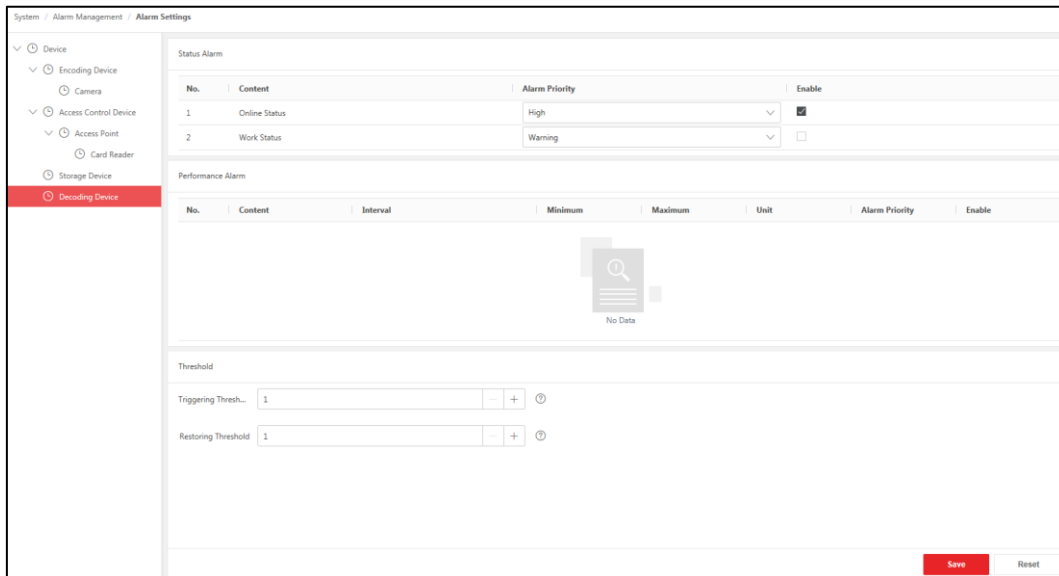 System / Alarm Management / Alarm Settings
Device
Encoding Device
Camera
Access Control Device
Access Point
Card Reader
Storage Device
Decoding Device
Status Alarm
No. Content Alarm Priority Enable
1 Online Status High
2 Work Status Warning
Performance Alarm
No. Content Interval Minimum Maximum Unit Alarm Priority Enable
No Data
Threshold
Triggering Thresh... 1 − + ?
Restoring Threshold 1 − + ?
Save Reset